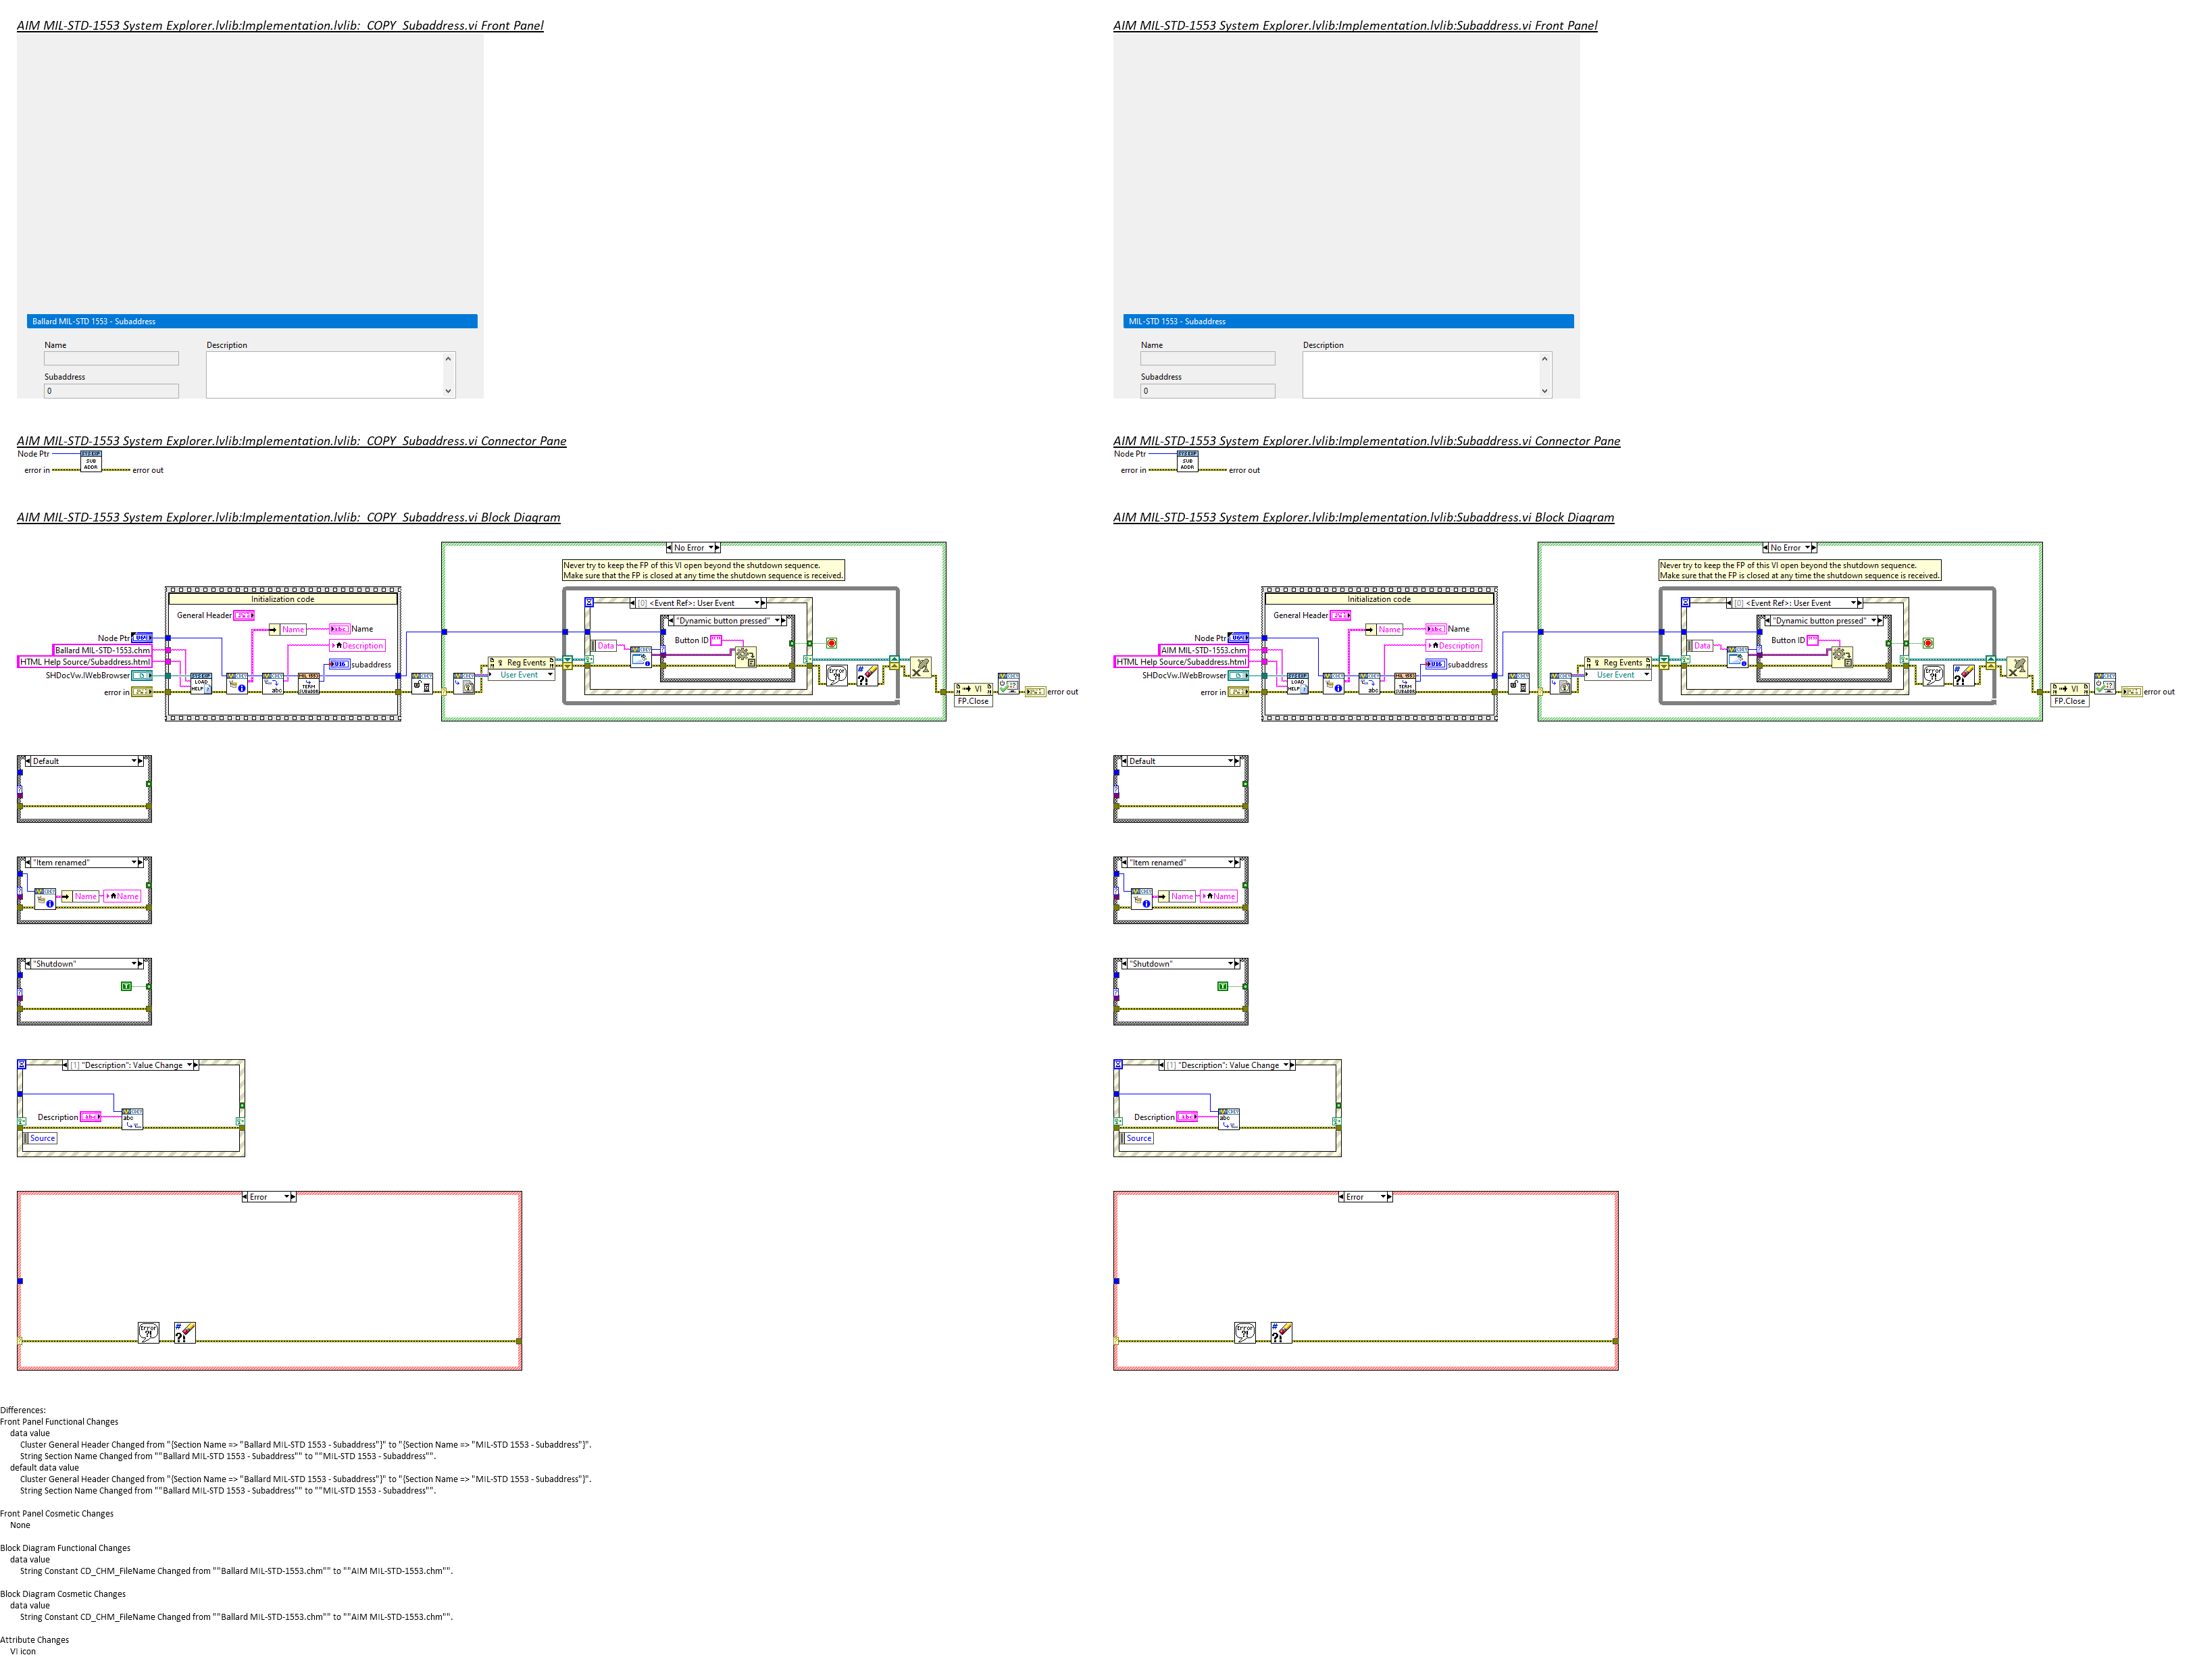 AIM MIL-STD-1553 System Explorer.lvlib:Implementation.lvlib: COPY Subaddress.vi Front Panel
Ballard MIL-STD 1553 - Subaddress
Name
Description
Subaddress
0
AIM MIL-STD-1553 System Explorer.lvlib:Implementation.lvlib: COPY Subaddress.vi Connector Pane
Node Ptr
SUB
ADDR
error in
error out
AIM MIL-STD-1553 System Explorer.lvlib:Implementation.lvlib: COPY Subaddress.vi Block Diagram
No Error
Never try to keep the FP of this VI open beyond the shutdown sequence.
Make sure that the FP is closed at any time the shutdown sequence is received.
Initialization code
[0] <Event Ref>: User Event
General Header
"Dynamic button pressed"
Name
Name
Node Ptr
Button ID
Description
Data
Ballard MIL-STD-1553.chm
HTML Help Source/Subaddress.html
subaddress
Reg Events
SHDocVw.IWebBrowser
User Event
error in
VI
error out
FP.Close
Default
"Item renamed"
Name
Name
"Shutdown"
[1] "Description": Value Change
Description
Source
Error
AIM MIL-STD-1553 System Explorer.lvlib:Implementation.lvlib:Subaddress.vi Front Panel
MIL-STD 1553 - Subaddress
Name
Description
Subaddress
0
AIM MIL-STD-1553 System Explorer.lvlib:Implementation.lvlib:Subaddress.vi Connector Pane
Node Ptr
SUB
ADDR
error in
error out
AIM MIL-STD-1553 System Explorer.lvlib:Implementation.lvlib:Subaddress.vi Block Diagram
No Error
Never try to keep the FP of this VI open beyond the shutdown sequence.
Make sure that the FP is closed at any time the shutdown sequence is received.
Initialization code
[0] <Event Ref>: User Event
General Header
"Dynamic button pressed"
Name
Name
Node Ptr
Button ID
Description
Data
AIM MIL-STD-1553.chm
HTML Help Source/Subaddress.html
subaddress
Reg Events
SHDocVw.IWebBrowser
User Event
error in
VI
error out
FP.Close
Default
"Item renamed"
Name
Name
"Shutdown"
[1] "Description": Value Change
Description
Source
Error
Differences:
Front Panel Functional Changes
data value
Cluster General Header Changed from "{Section Name => "Ballard MIL-STD 1553 - Subaddress"}" to "{Section Name => "MIL-STD 1553 - Subaddress"}".
String Section Name Changed from ""Ballard MIL-STD 1553 - Subaddress"" to ""MIL-STD 1553 - Subaddress"".
default data value
Cluster General Header Changed from "{Section Name => "Ballard MIL-STD 1553 - Subaddress"}" to "{Section Name => "MIL-STD 1553 - Subaddress"}".
String Section Name Changed from ""Ballard MIL-STD 1553 - Subaddress"" to ""MIL-STD 1553 - Subaddress"".
Front Panel Cosmetic Changes
None
Block Diagram Functional Changes
data value
String Constant CD_CHM_FileName Changed from ""Ballard MIL-STD-1553.chm"" to ""AIM MIL-STD-1553.chm"".
Block Diagram Cosmetic Changes
data value
String Constant CD_CHM_FileName Changed from ""Ballard MIL-STD-1553.chm"" to ""AIM MIL-STD-1553.chm"".
Attribute Changes
VI icon